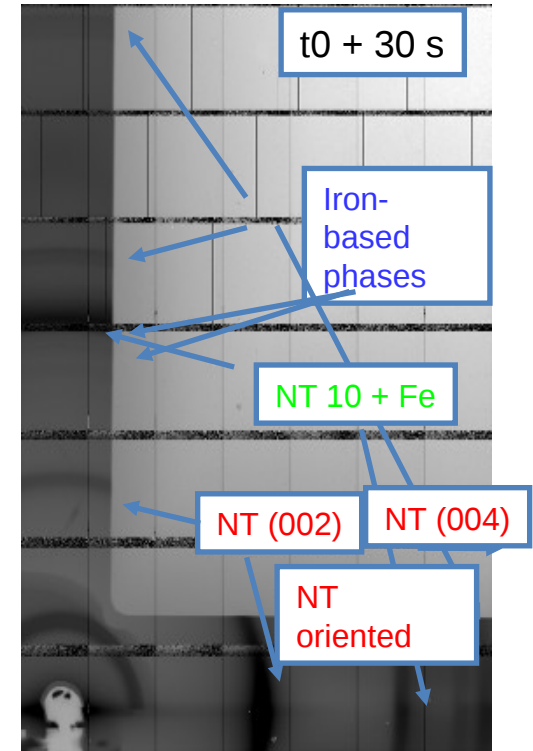 t0 + 30 s
Iron-
based
phases
NT 10 + Fe
NT (002)
NT (004)
NT
oriented